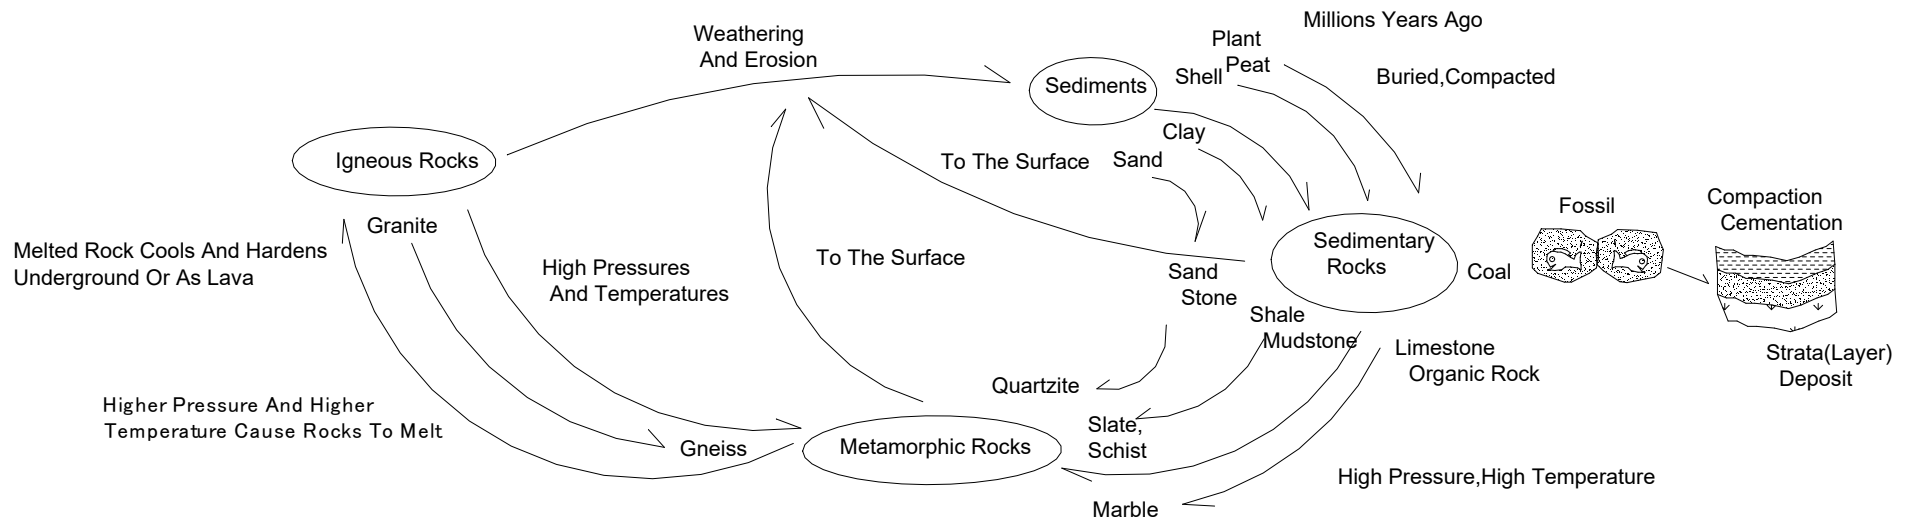 Weathering
And Erosion
Millions Years Ago
Plant
Peat
Shell
Buried,Compacted
Sediments
Clay
Sand
To The Surface
Igneous Rocks
Granite
Melted Rock Cools And Hardens
Underground Or As Lava
High Pressures
And Temperatures
To The Surface
Sedimentary
Rocks
Coal
Fossil
Compaction
Cementation
Sand
Stone
Shale
Mudstone
Limestone
Organic Rock
Strata(Layer)
Deposit
Quartzite
Higher Pressure And Higher
Temperature Cause Rocks To Melt
Gneiss
Metamorphic Rocks
Slate,
Schist
High Pressure,High Temperature
Marble